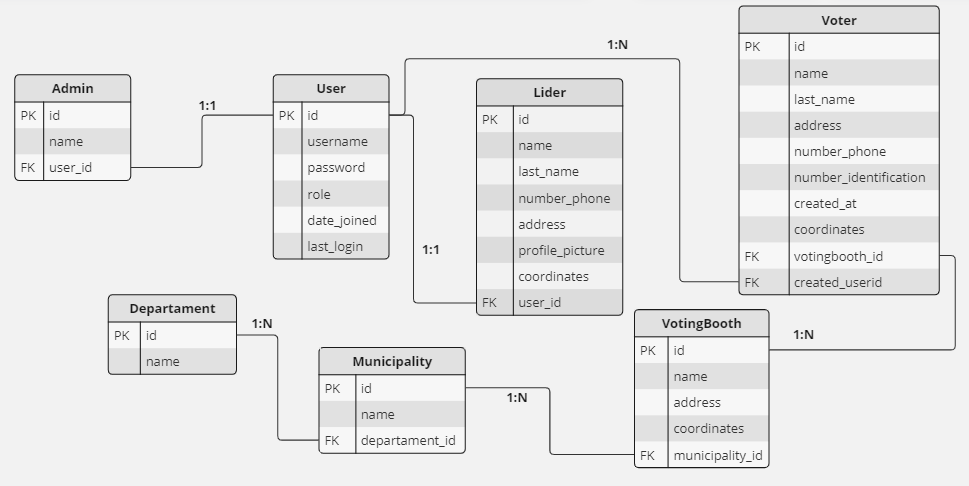 Admin
PK id
name
FK user_id
1:1
User
PK id
username
password
role
date_joined
last_login
1:N
1:1
Lider
PK id
name
last_name
number_phone
address
profile_picture
coordinates
FK user_id
Voter
PK id
name
last_name
address
number_phone
number_identification
created_at
coordinates
FK votingbooth_id
FK created_userid
Departament
PK id
name
1:N
Municipality
PK id
name
FK departament_id
1:N
VotingBooth
PK id
name
address
coordinates
FK municipality_id
1:N